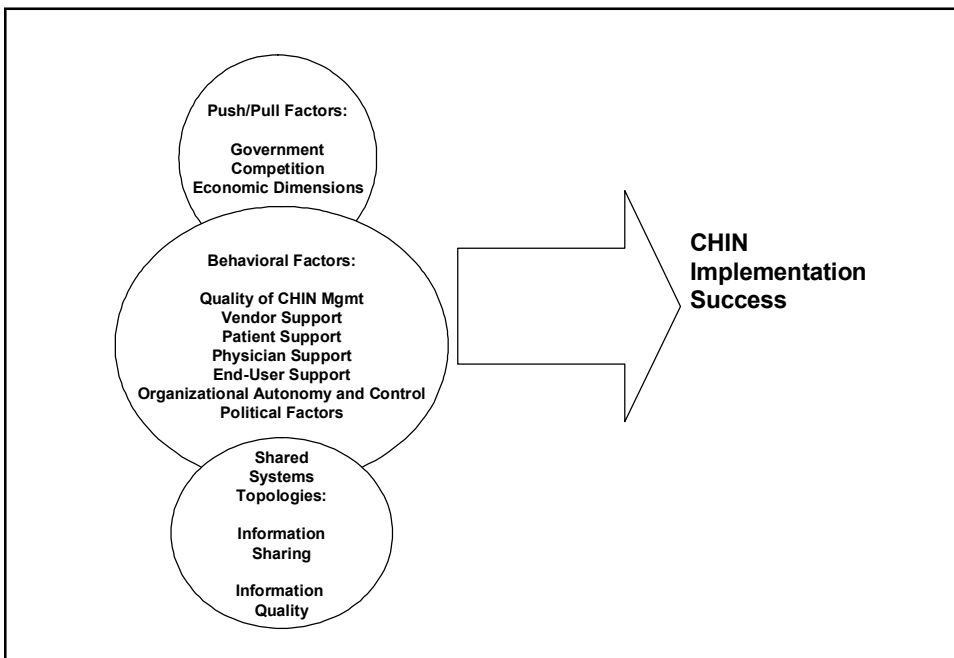 Push/Pull Factors:
Government
Competition
Economic Dimensions
Behavioral Factors:
Quality of CHIN Mgmt
Vendor Support
Patient Support
Physician Support
End-User Support
Organizational Autonomy and Control
Political Factors
Shared
Systems
Topologies:
Information
Sharing
Information
Quality
CHIN
Implementation
Success